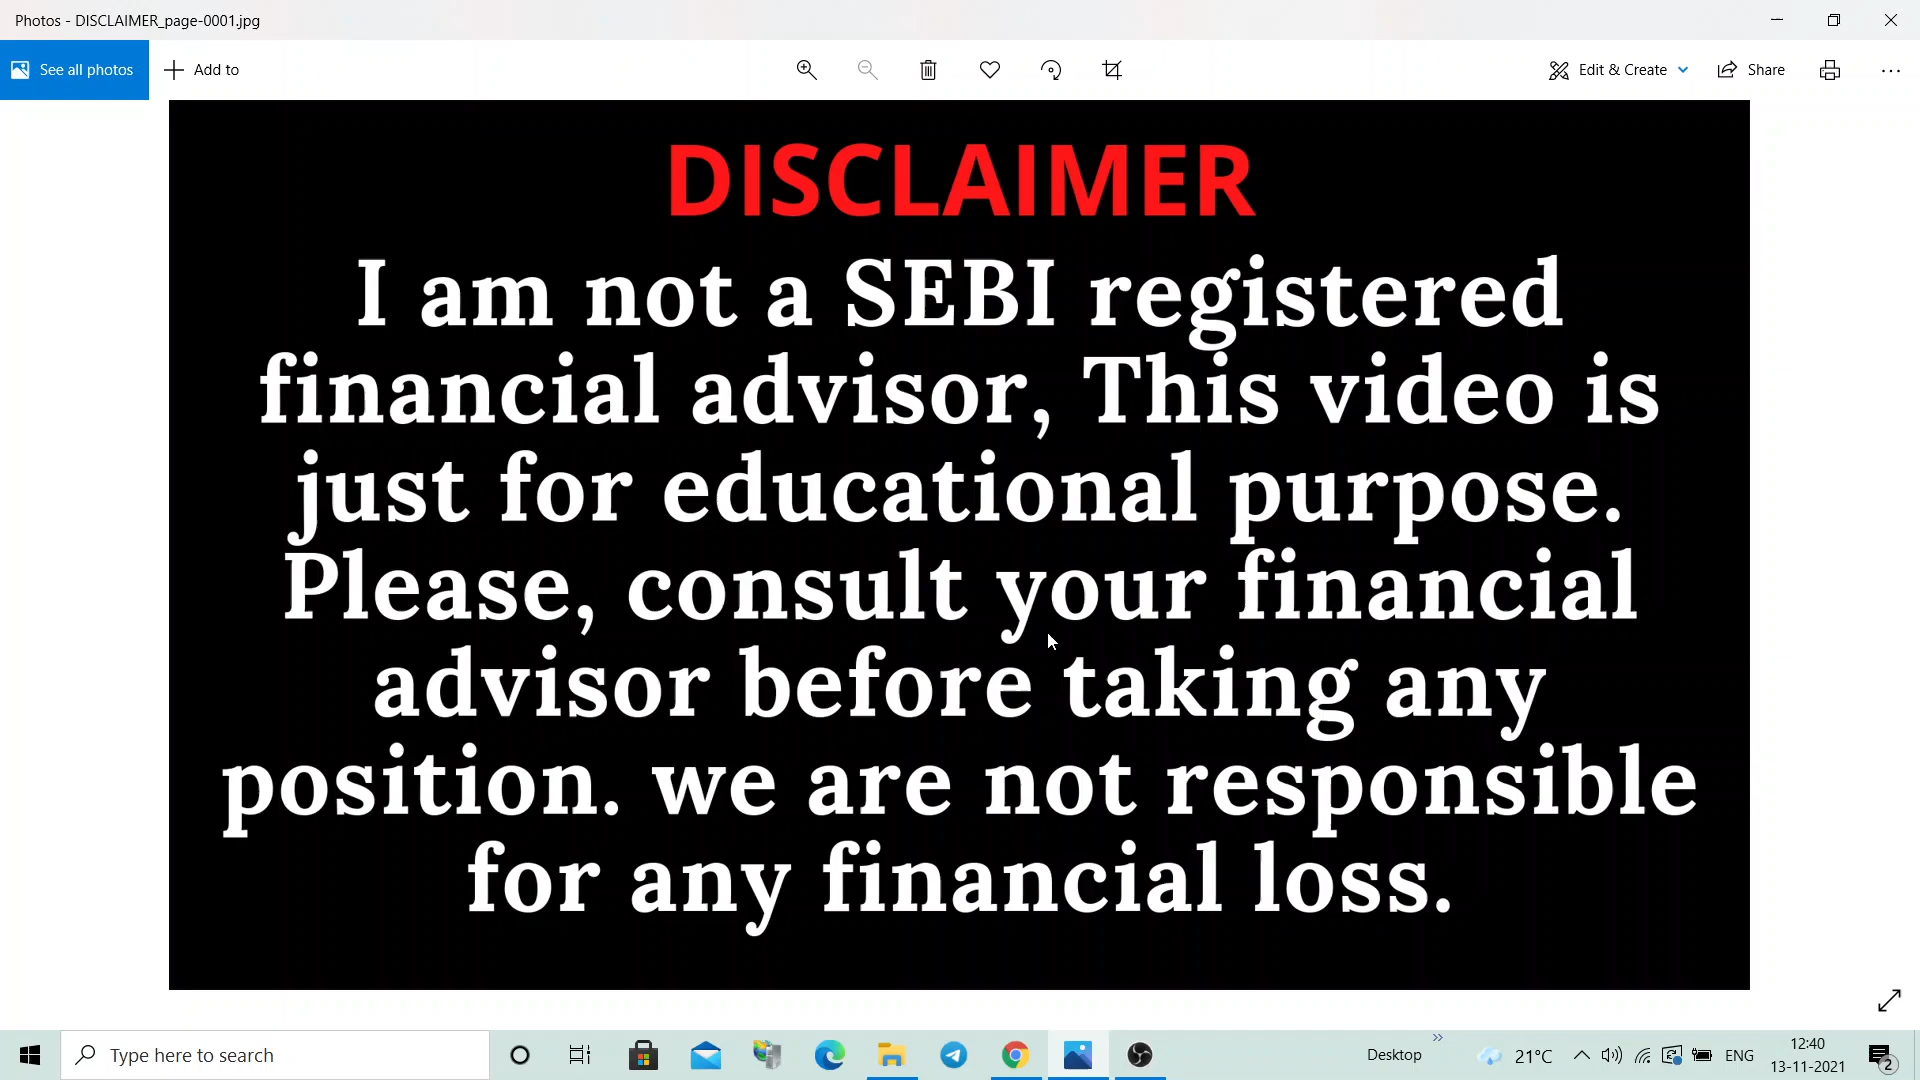 Photos - DISCLAIMER_page-0001.jpg
See all photos
Add to
Edit & Create
Share
DISCLAIMER
I am not a SEBI registered
financial advisor, This video is
just for educational purpose.
Please, consult your financial
advisor before taking any
position. we are not responsible
for any financial loss.
Type here to search
Desktop
21°C
ENG
12:40
13-11-2021
2